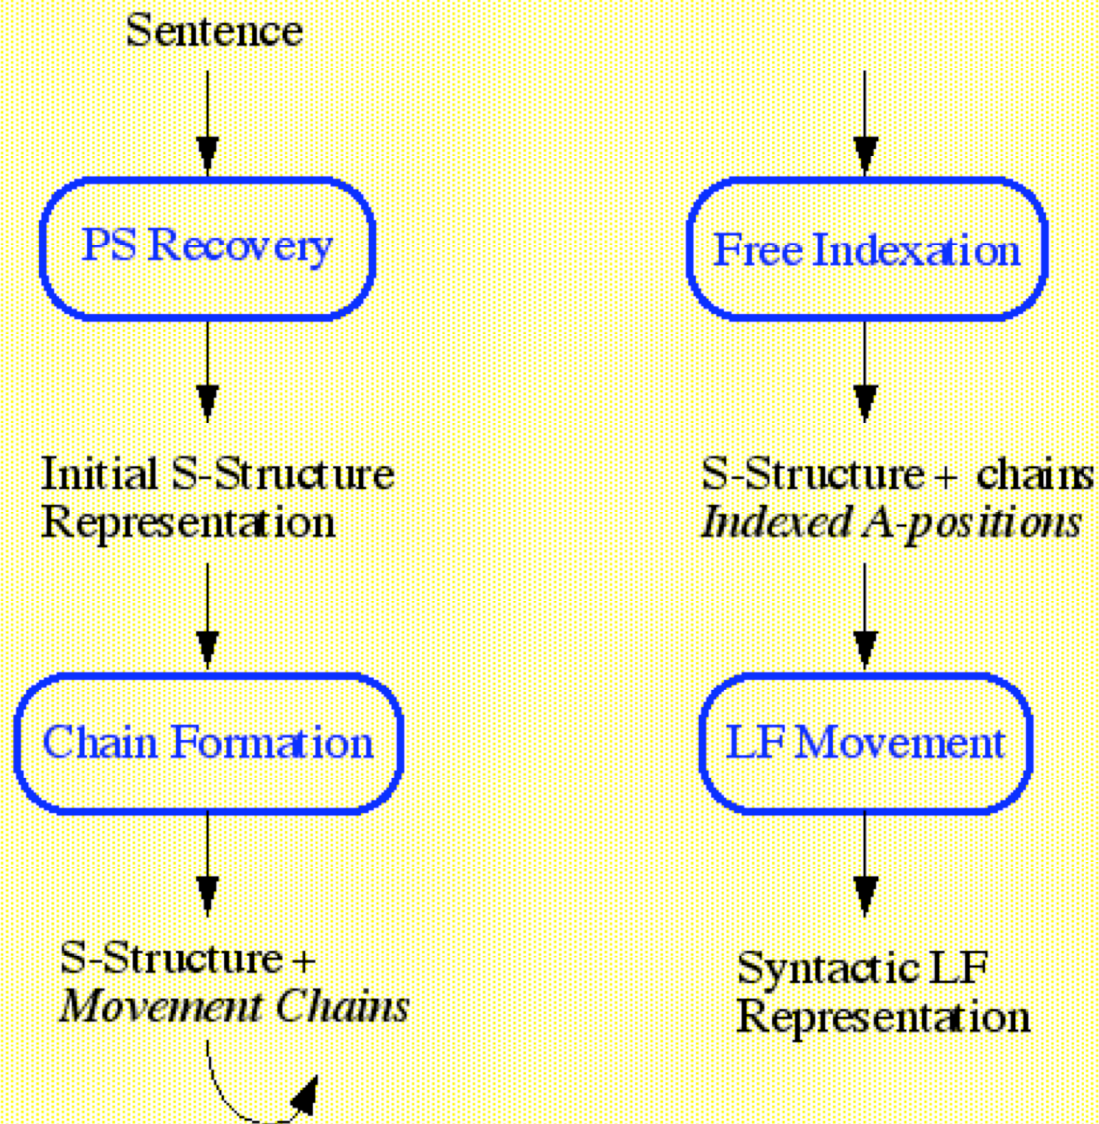 Sentence
PS Recovery
Initial S-Structure
Representation
Chain Formation
S-Structure +
Movement Chains
Free Indexation
S-Structure + chains
Indexed A-positions
LF Movement
Syntactic LF
Representation